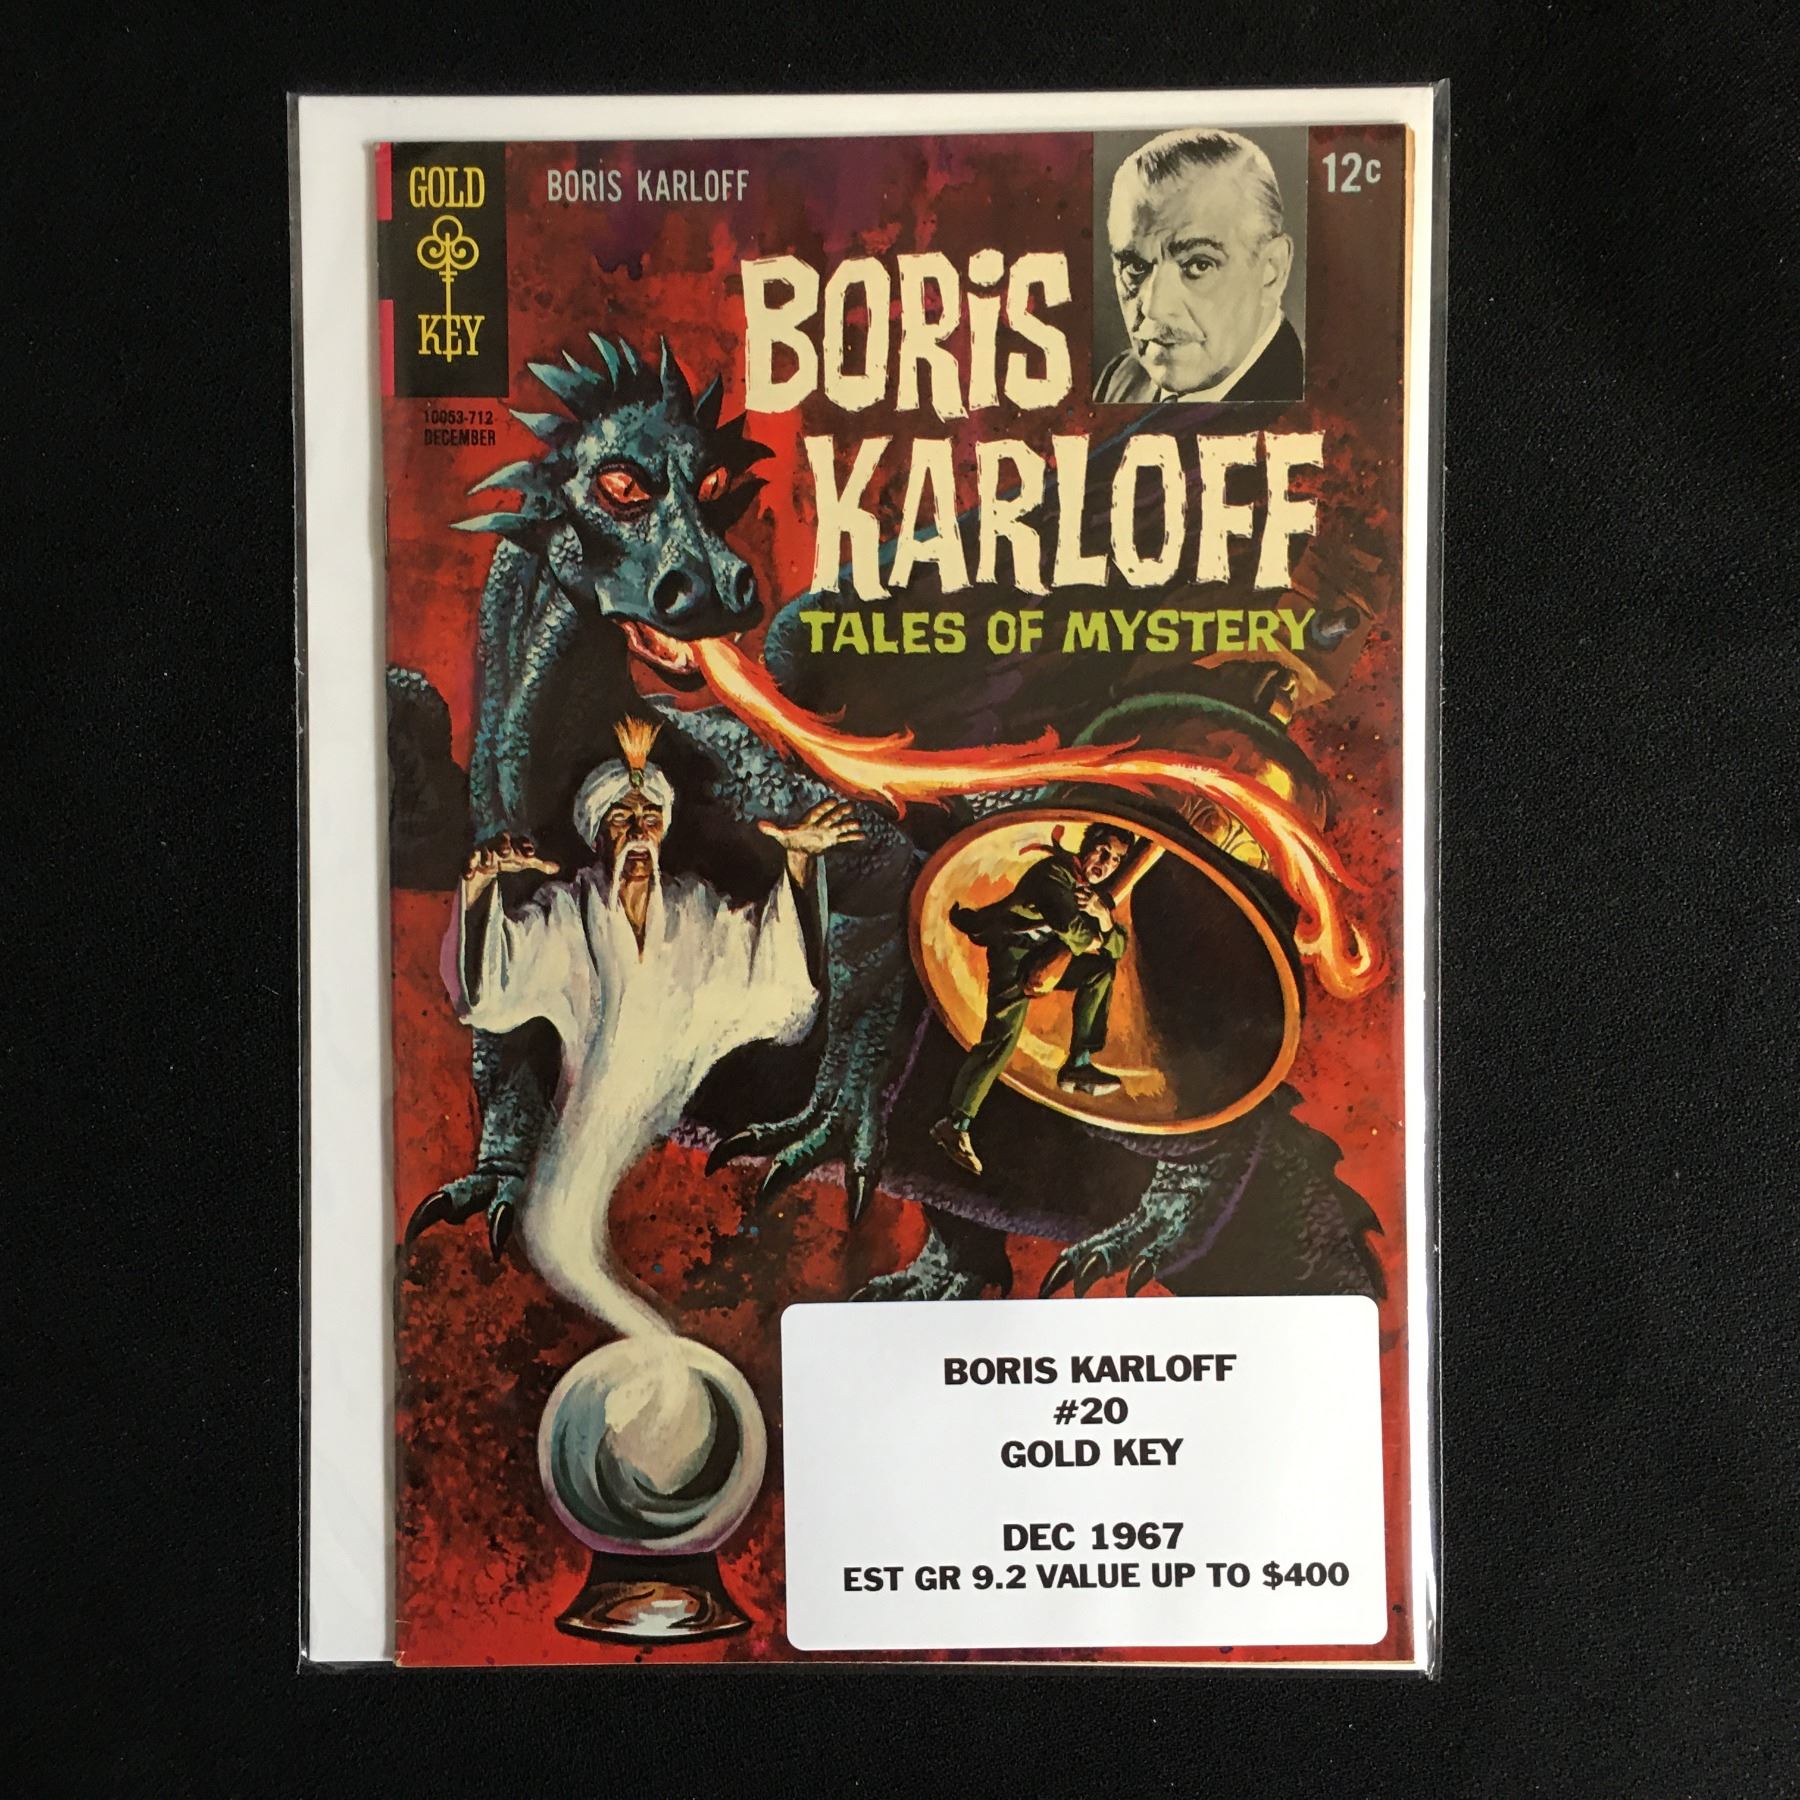 GOLD
KEY
BORIS KARLOFF
12c
10053-712
DECEMBER
BORiS
KARLOFF
TALES OF MYSTERY
BORIS KARLOFF
#20
GOLD KEY
DEC 1967
EST GR 9.2 VALUE UP TO $400